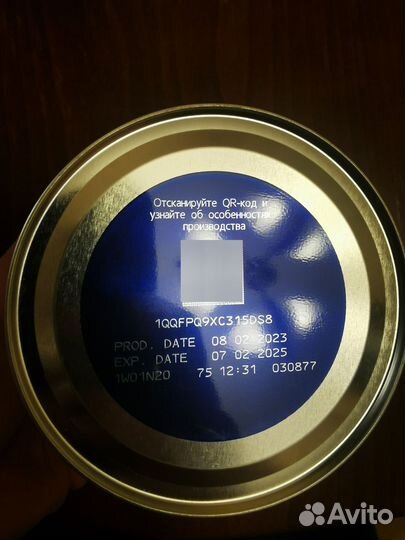 Отсканируйте QR-код и
узнайте об особенностях
производства
1QQFPQ9XC315DS8
PROD. DATE 08 02 2023
EXP. DATE 07 02 2025
1W01N20 75 12:31 030877
Avito